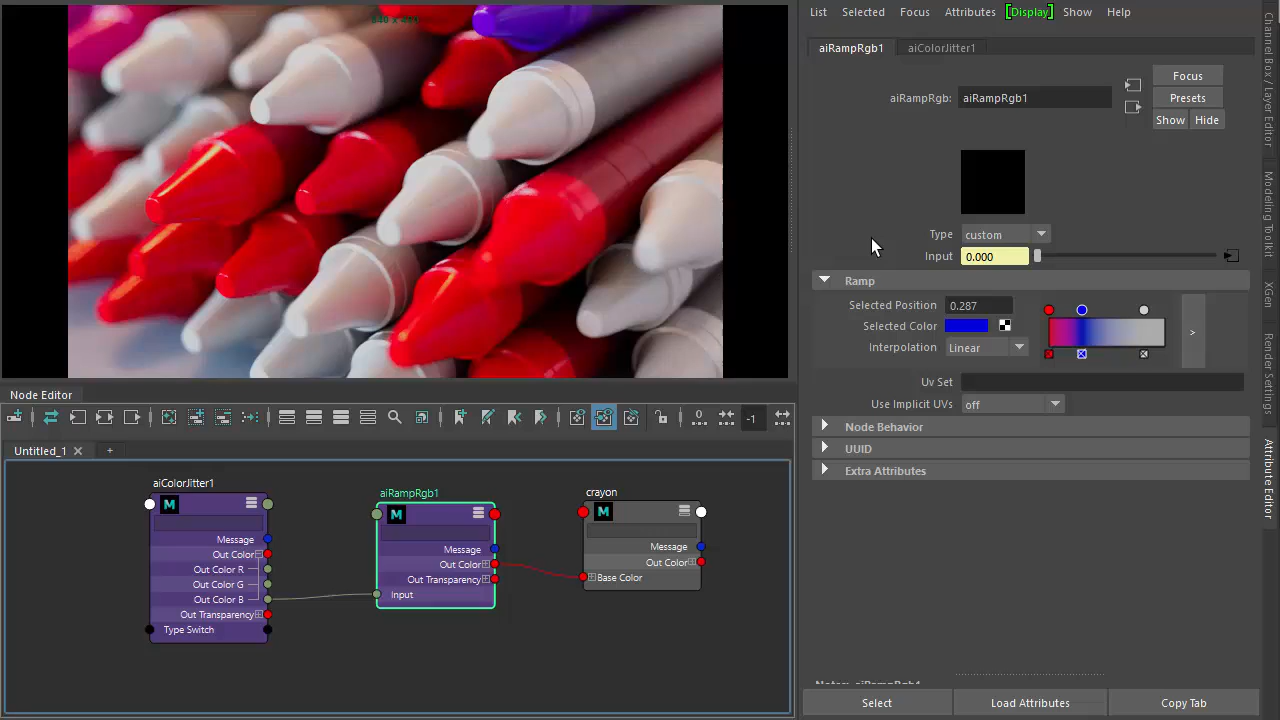 List Selected Focus Attributes [Display] Show Help
aiRampRgb1 aiColorJitter1
Focus
aiRampRgb: aiRampRgb1
Presets
Show Hide
Type custom
Input 0.000
Ramp
Selected Position 0.287
Selected Color
Interpolation Linear
>
Uv Set
Use Implicit UVs off
Node Behavior
UUID
Extra Attributes
Select Load Attributes Copy Tab
Channel Box / Layer Editor
Modeling Toolkit
XGen
Render Settings
Attribute Editor
Node Editor
0
-1
Untitled_1 +
aiColorJitter1
M
Message
Out Color
Out Color R
Out Color G
Out Color B
Out Transparency
Type Switch
aiRampRgb1
M
Message
Out Color
Out Transparency
Input
crayon
M
Message
Out Color
Base Color